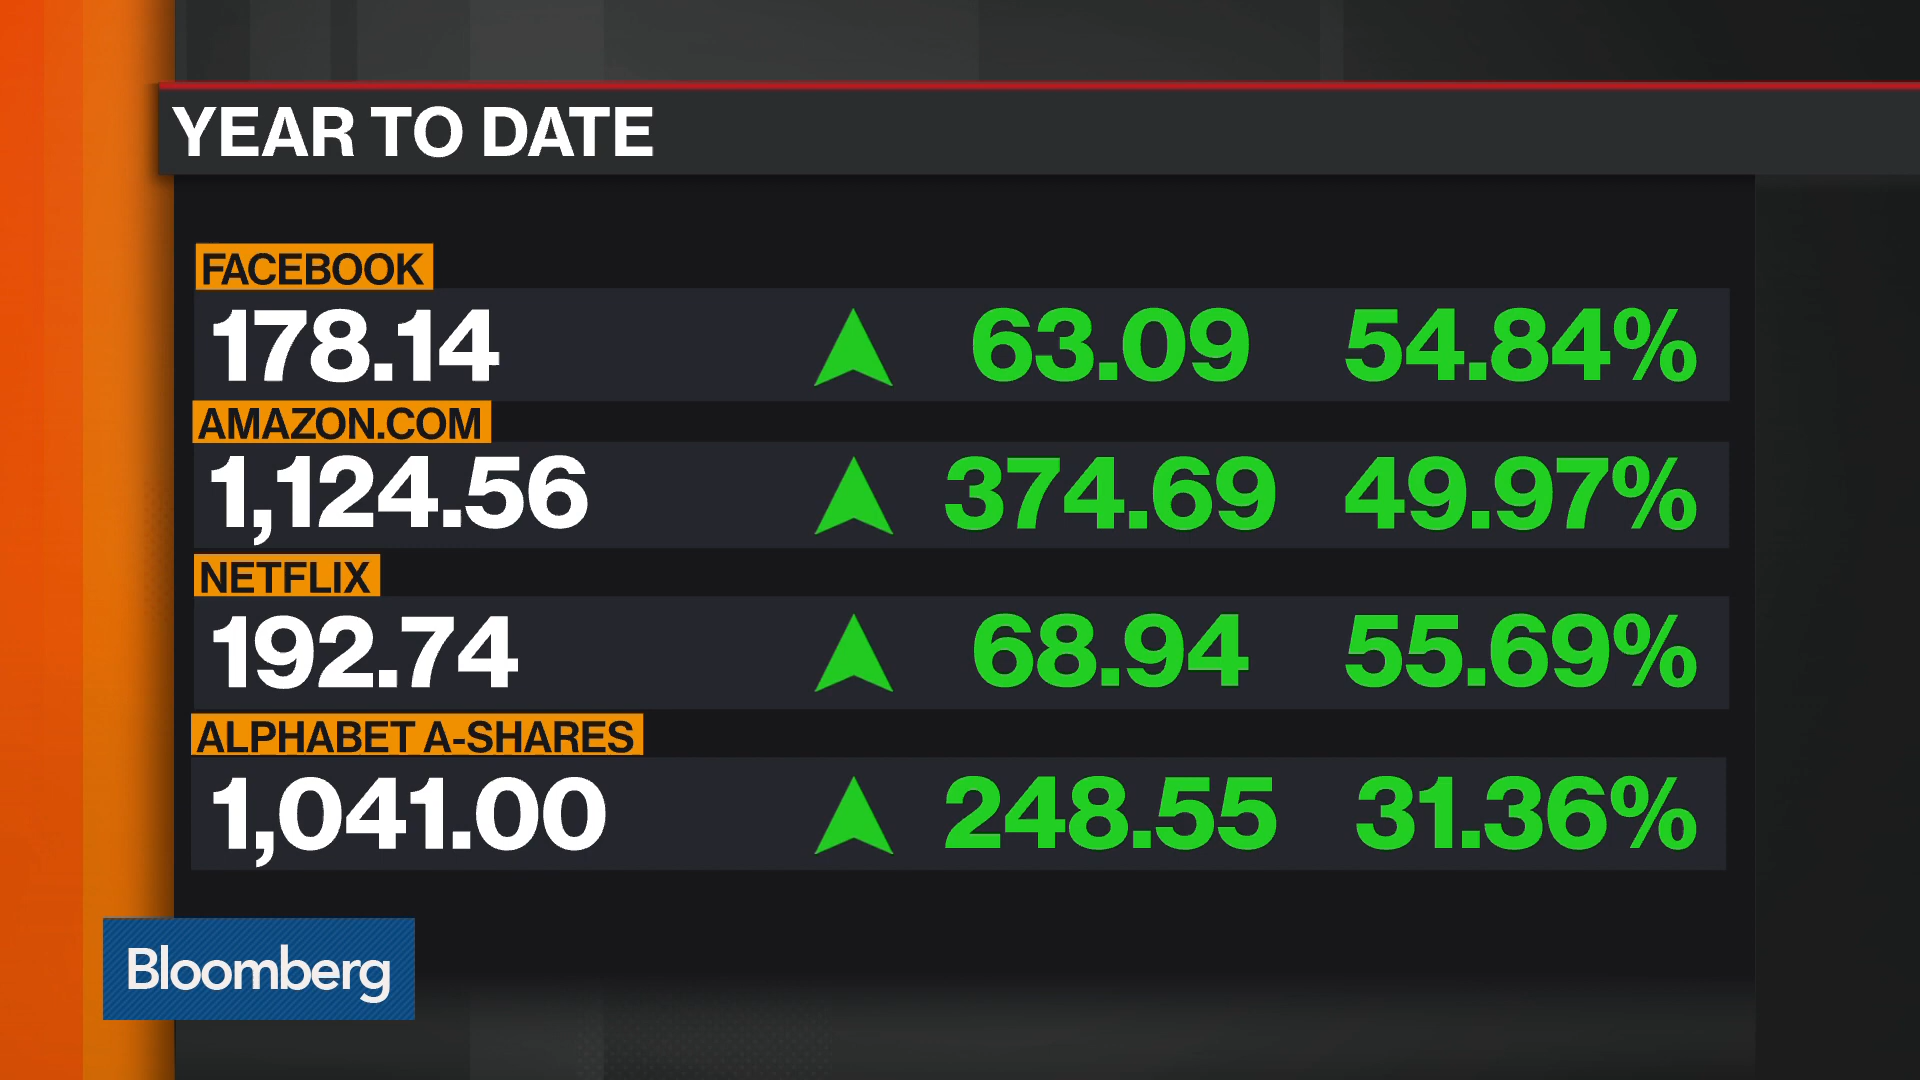 YEAR TO DATE
FACEBOOK
178.14 63.09 54.84%
AMAZON.COM
1,124.56 374.69 49.97%
NETFLIX
192.74 68.94 55.69%
ALPHABET A-SHARES
1,041.00 248.55 31.36%
Bloomberg